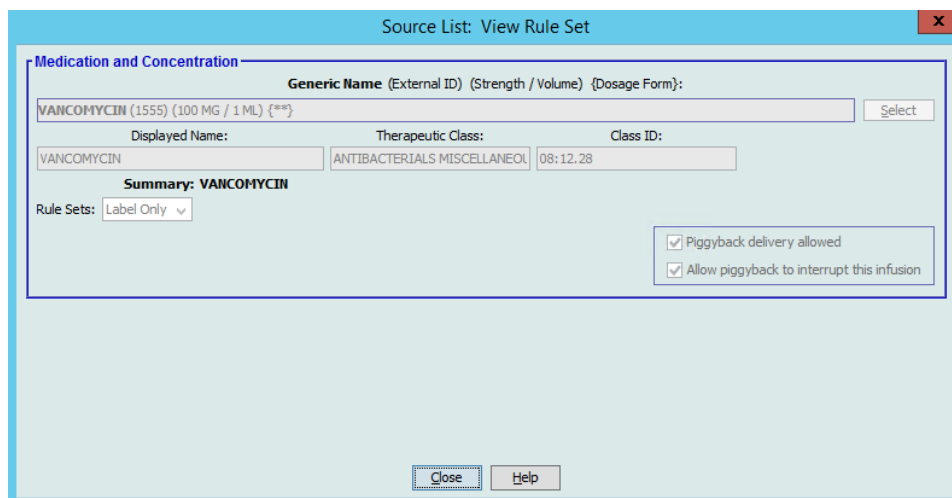 Source List: View Rule Set
x
Medication and Concentration
Generic Name (External ID) (Strength / Volume) {Dosage Form}:
VANCOMYCIN (1555) (100 MG / 1 ML) {**}
Select
Displayed Name: Therapeutic Class: Class ID:
VANCOMYCIN ANTIBACTERIALS MISCELLANEOU 08:12.28
Summary: VANCOMYCIN
Rule Sets: Label Only
Piggyback delivery allowed
Allow piggyback to interrupt this infusion
Close Help